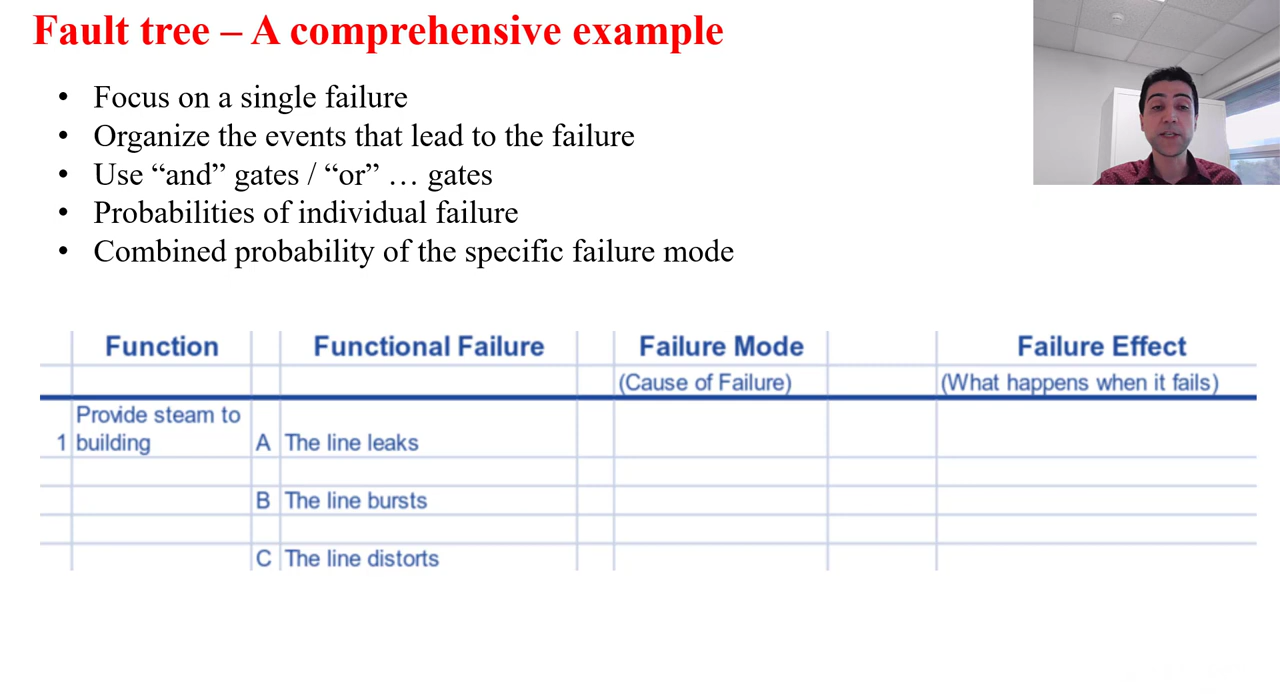 Fault tree – A comprehensive example
• Focus on a single failure
• Organize the events that lead to the failure
• Use “and” gates / “or” … gates
• Probabilities of individual failure
• Combined probability of the specific failure mode
Function Functional Failure Failure Mode Failure Effect
(Cause of Failure) (What happens when it fails)
Provide steam to
1 building A The line leaks
B The line bursts
C The line distorts